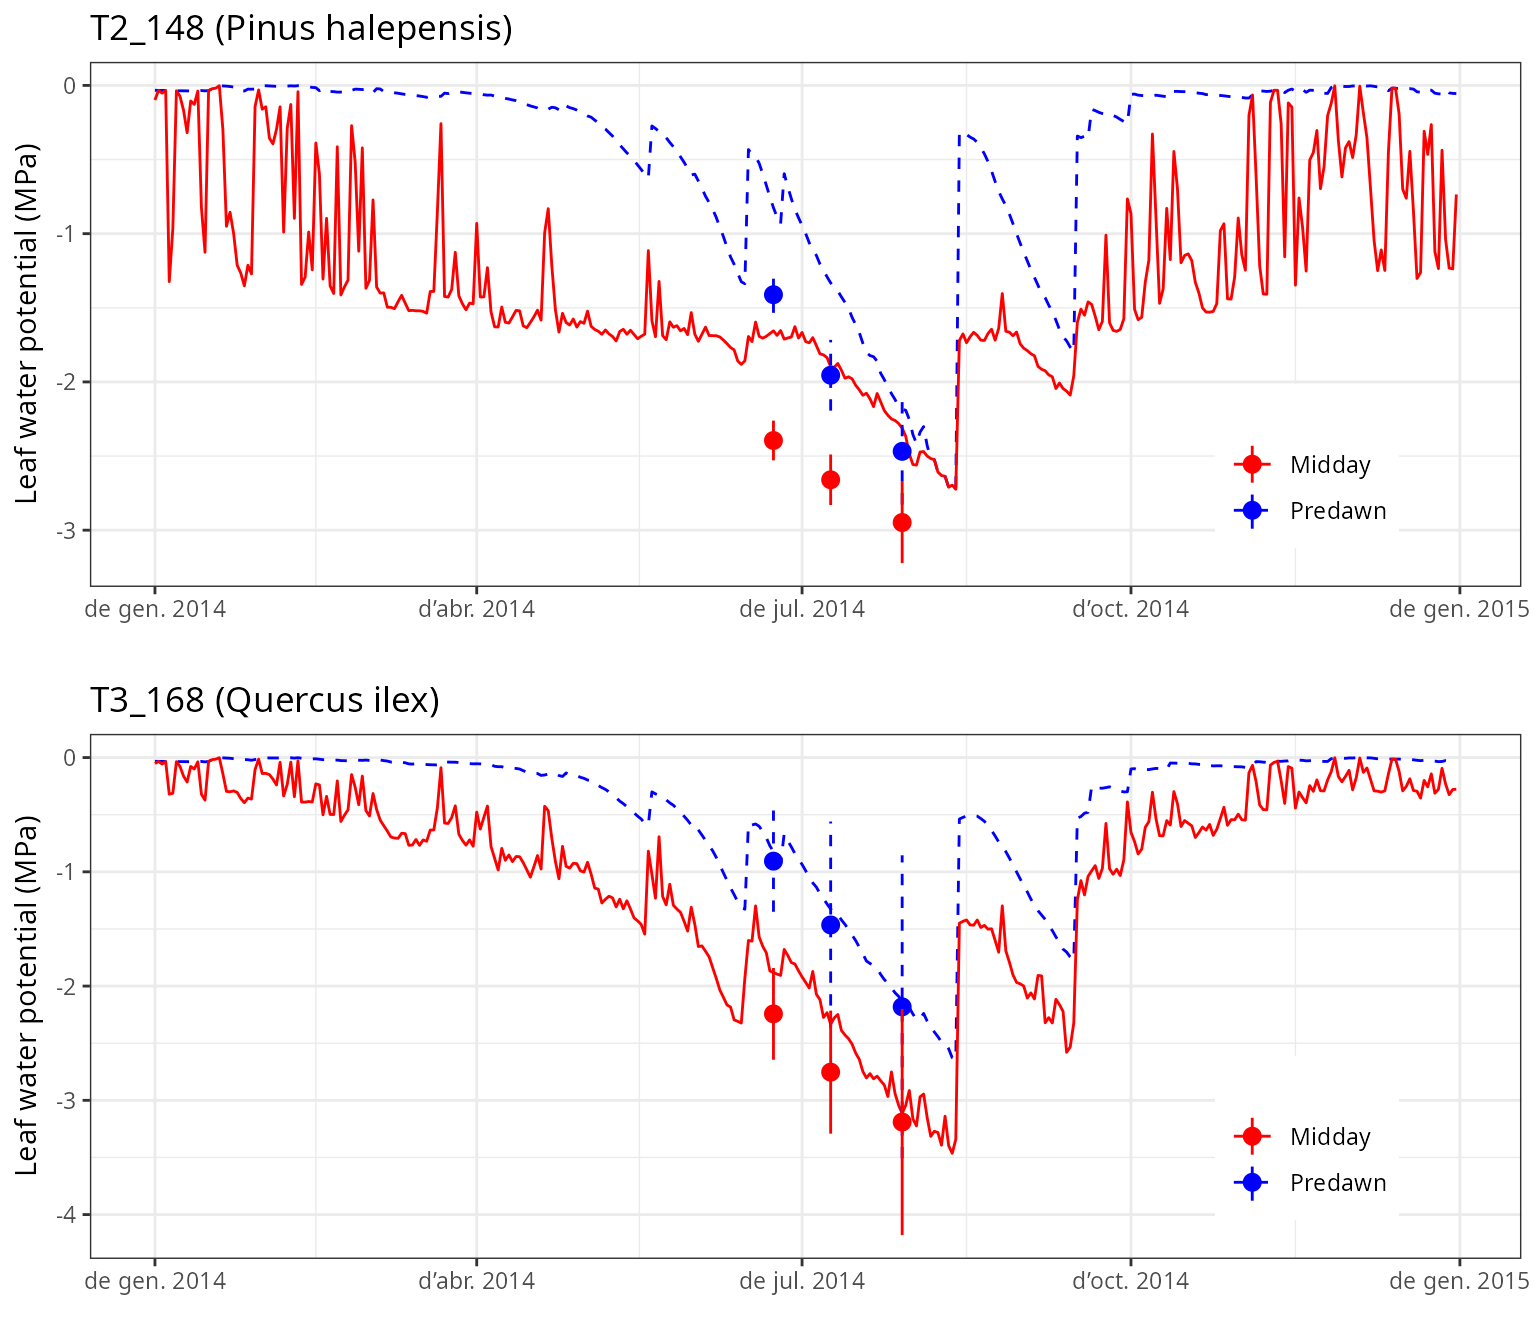 T2_148 (Pinus halepensis)
Leaf water potential (MPa)
0
-1
-2
-3
Midday
Predawn
de gen. 2014
d’abr. 2014
de jul. 2014
d’oct. 2014
de gen. 2015
T3_168 (Quercus ilex)
Leaf water potential (MPa)
0
-1
-2
-3
-4
Midday
Predawn
de gen. 2014
d’abr. 2014
de jul. 2014
d’oct. 2014
de gen. 2015